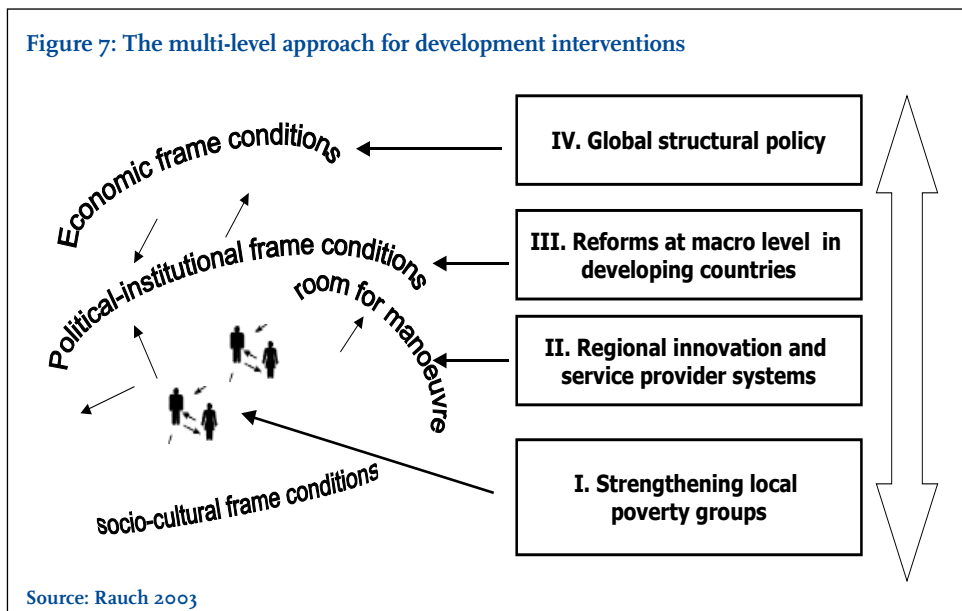 Figure 7: The multi-level approach for development interventions
Economic frame conditions
Political-institutional frame conditions
room for manoeuvre
socio-cultural frame conditions
IV. Global structural policy
III. Reforms at macro level in
developing countries
II. Regional innovation and
service provider systems
I. Strengthening local
poverty groups
Source: Rauch 2003